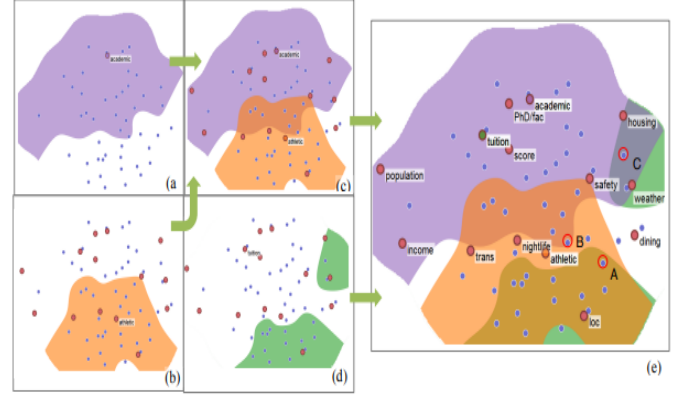 academic
(a
academic
athletic
(c)
athletic
(b)
(d)
academic
PhD/fac
housing
tuition
score
C
population
safety
weather
income
trans
nightlife
B
athletic
dining
A
loc
(e)